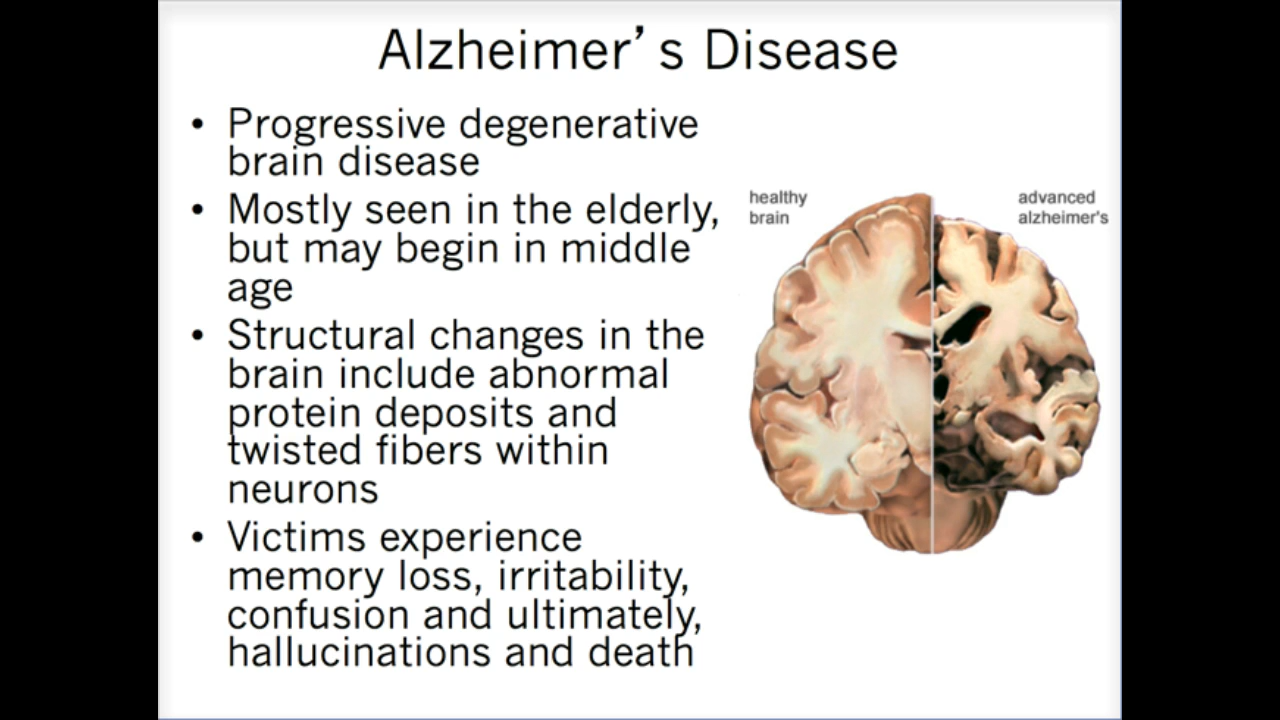 Alzheimer’s Disease
• Progressive degenerative
brain disease
• Mostly seen in the elderly,
but may begin in middle
age
• Structural changes in the
brain include abnormal
protein deposits and
twisted fibers within
neurons
• Victims experience
memory loss, irritability,
confusion and ultimately,
hallucinations and death
healthy
brain
advanced
alzheimer's